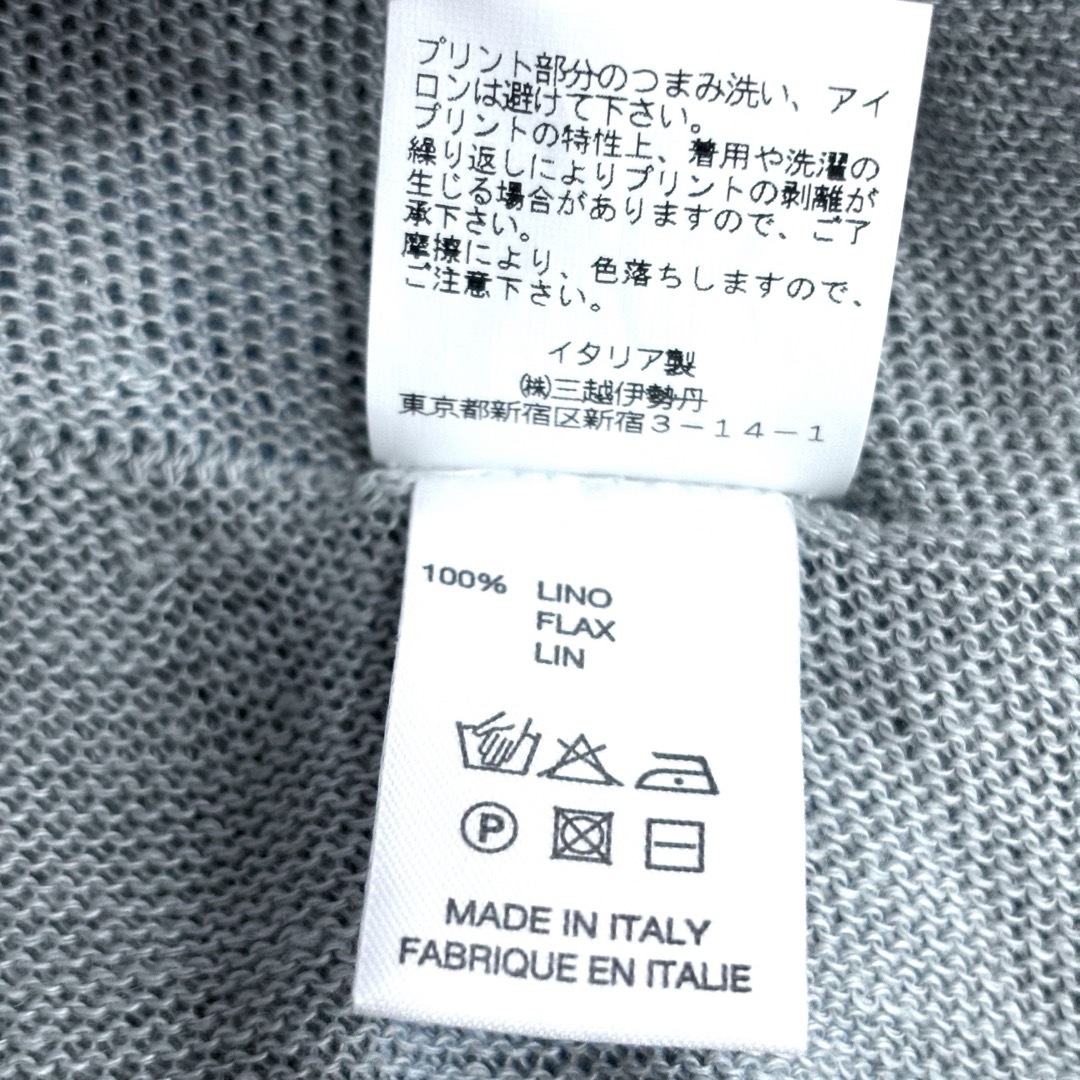 プリント部分のつまみ洗い、アイ
ロンは避けて下さい。
プリントの特性上、着用や洗濯の
繰り返しによりプリントの剥離が
生じる場合がありますので、ご了
承下さい。
摩擦により、色落ちしますので、
ご注意下さい。
イタリア製
㈱三越伊勢丹
東京都新宿区新宿3－14－1
100% LINO
FLAX
LIN
P
MADE IN ITALY
FABRIQUE EN ITALIE